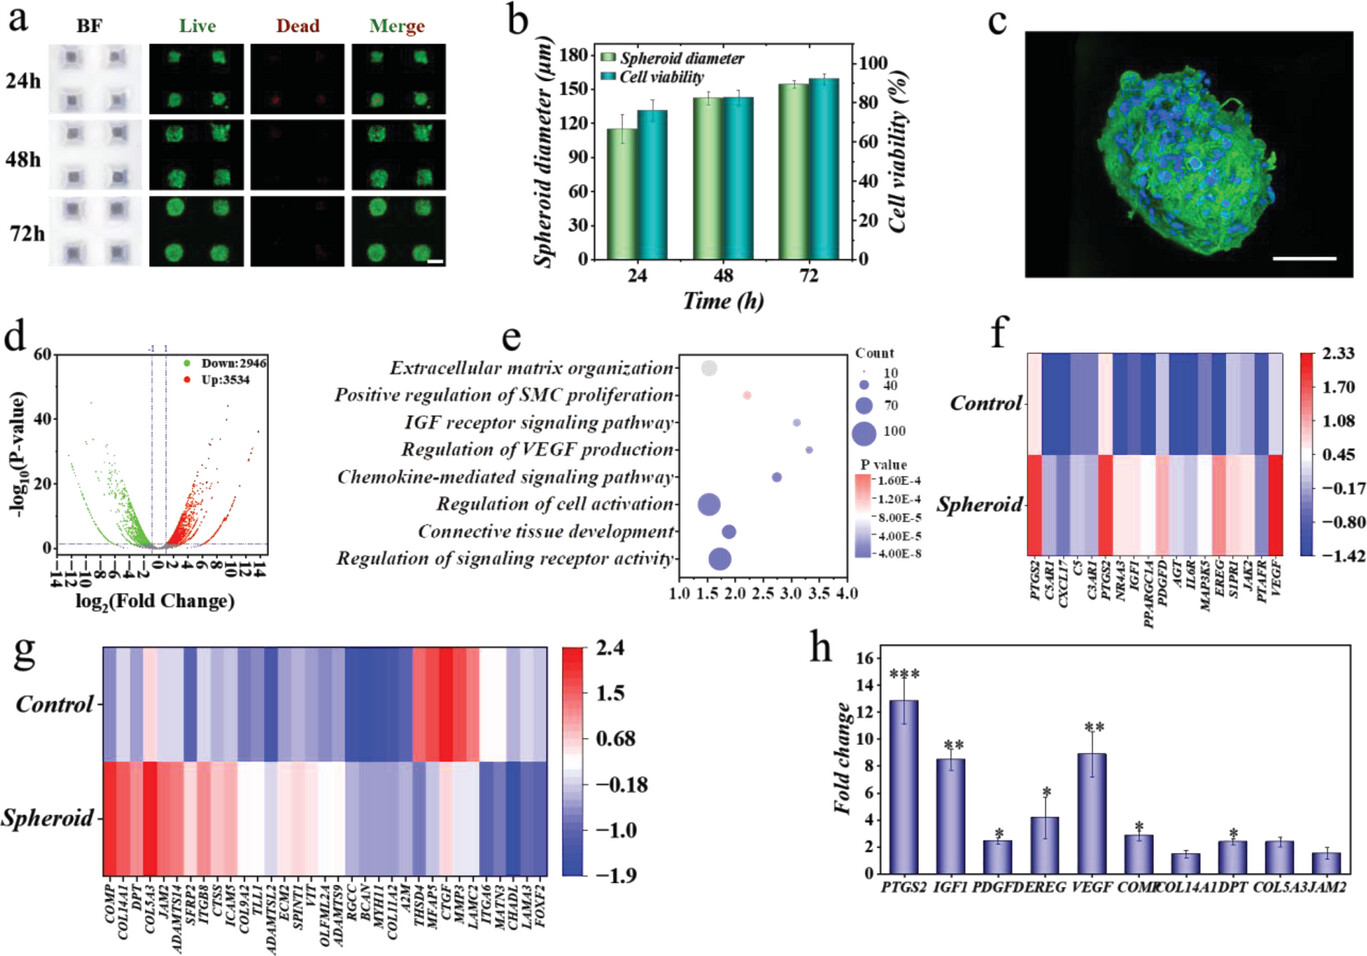 a
BF Live Dead Merge
24h
48h
72h
b
Spheroid diameter (μm)
180
150
120
90
60
30
0
Spheroid diameter
Cell viability
100
80
60
40
20
0
Cell viability (%)
24 48 72
Time (h)
c
d
-log10(P-value)
60
40
20
0
-1 1
Down:2946
Up:3534
−14 −10 −8 −6 −4 −2 0 2 4 6 8 10 12 14
log2(Fold Change)
e
Extracellular matrix organization
Positive regulation of SMC proliferation
IGF receptor signaling pathway
Regulation of VEGF production
Chemokine-mediated signaling pathway
Regulation of cell activation
Connective tissue development
Regulation of signaling receptor activity
1.0 1.5 2.0 2.5 3.0 3.5 4.0
Count
10
40
70
100
P value
1.60E-4
1.20E-4
8.00E-5
4.00E-5
4.00E-8
f
Control
Spheroid
PTGS2 C5AR1 CXCL17 C5 C3AR1 PTGS2 NR4A3 IGF1 PPARGC1A PDGFD AGT IL6R MAP3K5 EREG S1PR1 JAK2 PTAFR VEGF
2.33
1.70
1.08
0.45
−0.17
−0.80
−1.42
g
Control
Spheroid
COMP COL14A1 DPT COL5A3 JAM2 ADAMTS14 SFRP2 ITGB8 CTSS ICAM5 COL9A2 TLL1 ADAMTSL2 ECM2 SPINT1 VIT OLFML2A ADAMTS9 RGCC BCAN MYH11 COL11A2 A2M THSD4 MFAP5 CTGF MMP3 LAMC2 ITGA6 MATN3 CHADL LAMA3 FOXF2
2.4
1.5
0.68
−0.18
−1.0
−1.9
h
Fold change
16
14
12
10
8
6
4
2
0
*** ** * * ** * *
PTGS2 IGF1 PDGFD EREG VEGF COMP COL14A1 DPT COL5A3 JAM2